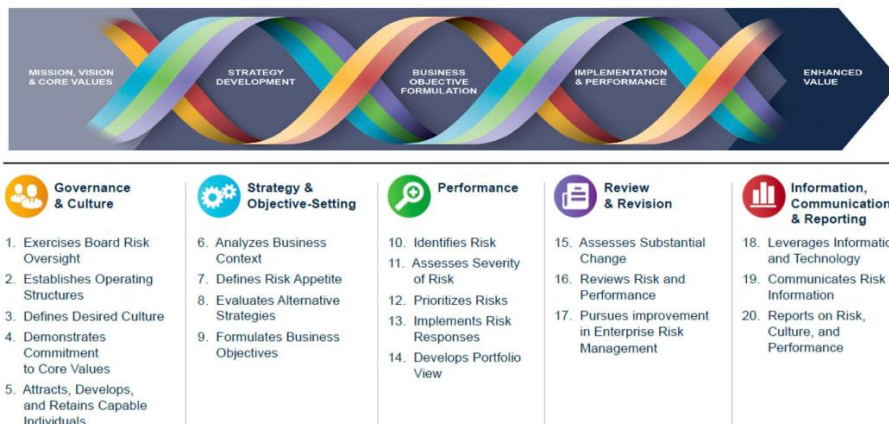 MISSION, VISION
& CORE VALUES
STRATEGY
DEVELOPMENT
BUSINESS
OBJECTIVE
FORMULATION
IMPLEMENTATION
& PERFORMANCE
ENHANCED
VALUE
Governance
& Culture
1. Exercises Board Risk
Oversight
2. Establishes Operating
Structures
3. Defines Desired Culture
4. Demonstrates
Commitment
to Core Values
5. Attracts, Develops,
and Retains Capable
Individuals
Strategy &
Objective-Setting
6. Analyzes Business
Context
7. Defines Risk Appetite
8. Evaluates Alternative
Strategies
9. Formulates Business
Objectives
Performance
10. Identifies Risk
11. Assesses Severity
of Risk
12. Prioritizes Risks
13. Implements Risk
Responses
14. Develops Portfolio
View
Review
& Revision
15. Assesses Substantial
Change
16. Reviews Risk and
Performance
17. Pursues improvement
in Enterprise Risk
Management
Information,
Communication
& Reporting
18. Leverages Informatio
and Technology
19. Communicates Risk
Information
20. Reports on Risk,
Culture, and
Performance